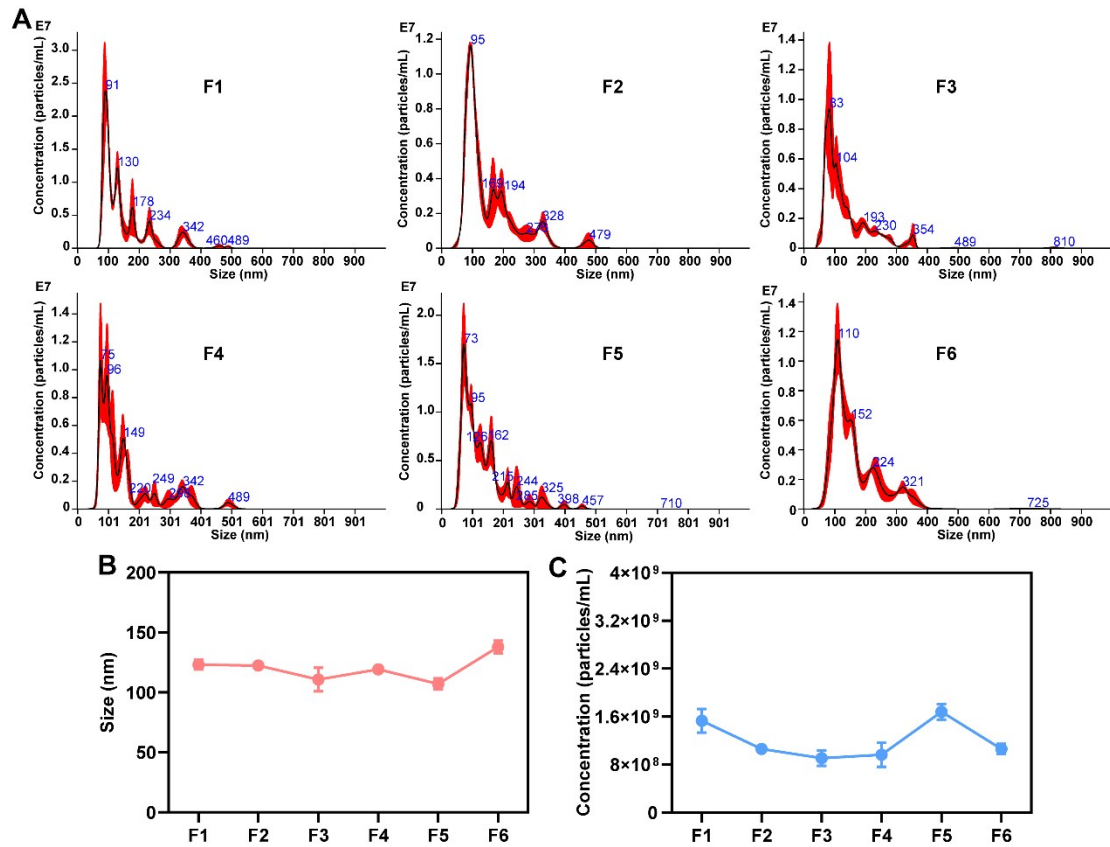 A
E7
Concentration (particles/mL)
3.0
2.5
2.0
1.5
1.0
0.5
0
91
130
178
234
342
460 489
F1
0 100 200 300 400 500 600 700 800 900 1000
Size (nm)
E7
Concentration (particles/mL)
1.2
1.0
0.8
0.6
0.4
0.2
0
95
169
194
328
479
F2
0 100 200 300 400 500 600 700 800 900 1000
Size (nm)
E7
Concentration (particles/mL)
1.4
1.2
1.0
0.8
0.6
0.4
0.2
0
83
104
193
230
354
489
810
F3
0 100 200 300 400 500 600 700 800 900 1000
Size (nm)
E7
Concentration (particles/mL)
1.4
1.2
1.0
0.8
0.6
0.4
0.2
0
75
96
149
220
249
342
489
F4
0 101 201 301 401 501 601 701 801 901 1000
Size (nm)
E7
Concentration (particles/mL)
2.0
1.5
1.0
0.5
0
73
95
126
162
215
244
285
325
398
457
710
F5
0 101 201 301 401 501 601 701 801 901 1000
Size (nm)
E7
Concentration (particles/mL)
1.4
1.2
1.0
0.8
0.6
0.4
0.2
0
110
152
224
321
725
F6
0 100 200 300 400 500 600 700 800 900 1000
Size (nm)
B
Size (nm)
200
150
100
50
0
F1 F2 F3 F4 F5 F6
C
Concentration (particles/mL)
4×10⁹
3.2×10⁹
2.4×10⁹
1.6×10⁹
8×10⁸
0
F1 F2 F3 F4 F5 F6